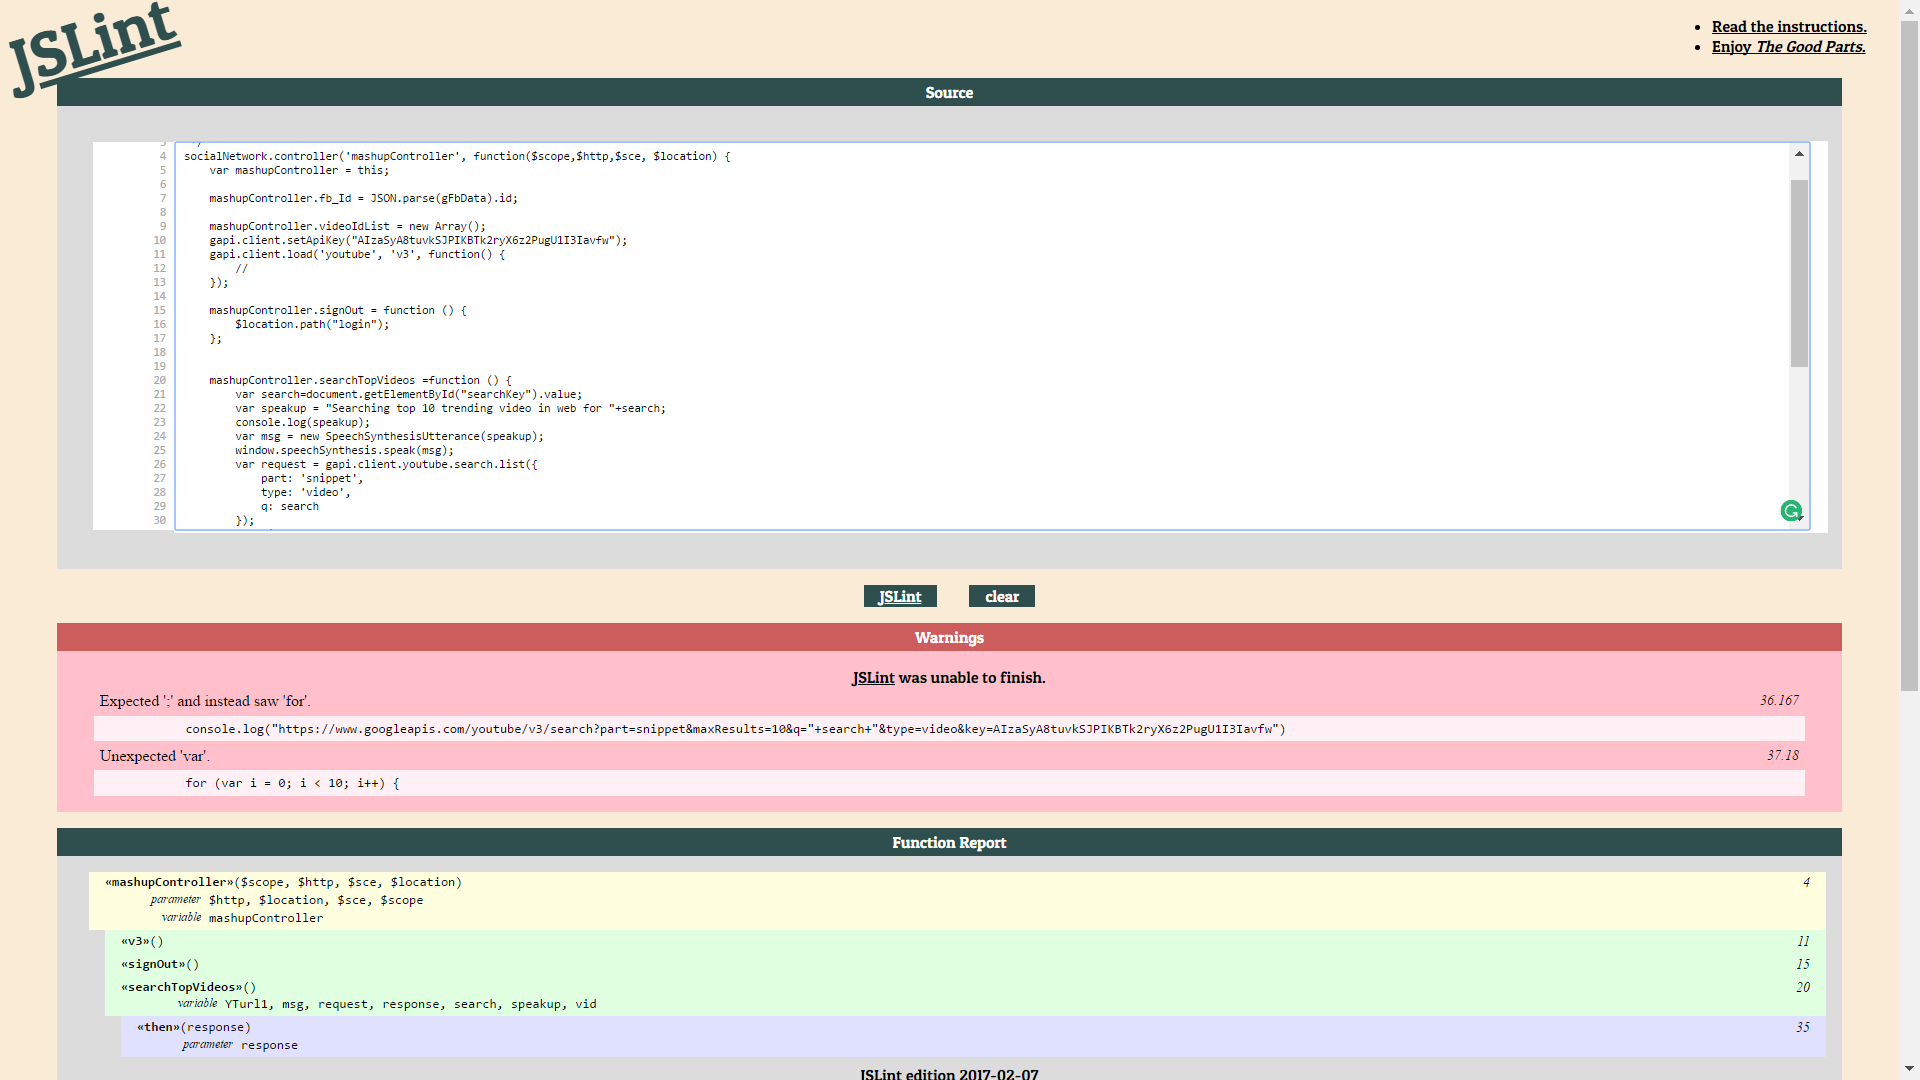 JSLint
Read the instructions.
Enjoy The Good Parts.
Source
4 socialNetwork.controller('mashupController', function($scope,$http,$sce, $location) {
5 var mashupController = this;
6
7 mashupController.fb_Id = JSON.parse(gFbData).id;
8
9 mashupController.videoIdList = new Array();
10 gapi.client.setApiKey("AIzaSyA8tuvkSJPIKBTk2ryX6z2PugU1I3Iavfw");
11 gapi.client.load('youtube', 'v3', function() {
12 //
13 });
14
15 mashupController.signOut = function () {
16 $location.path("login");
17 };
18
19
20 mashupController.searchTopVideos =function () {
21 var search=document.getElementById("searchKey").value;
22 var speakup = "Searching top 10 trending video in web for "+search;
23 console.log(speakup);
24 var msg = new SpeechSynthesisUtterance(speakup);
25 window.speechSynthesis.speak(msg);
26 var request = gapi.client.youtube.search.list({
27 part: 'snippet',
28 type: 'video',
29 q: search
30 });
JSLint clear
Warnings
JSLint was unable to finish.
Expected ';' and instead saw 'for'. 36.167
console.log("https://www.googleapis.com/youtube/v3/search?part=snippet&maxResults=10&q="+search+"&type=video&key=AIzaSyA8tuvkSJPIKBTk2ryX6z2PugU1I3Iavfw")
Unexpected 'var'. 37.18
for (var i = 0; i < 10; i++) {
Function Report
«mashupController»($scope, $http, $sce, $location) 4
parameter $http, $location, $sce, $scope
variable mashupController
«v3»() 11
«signOut»() 15
«searchTopVideos»() 20
variable YTurl1, msg, request, response, search, speakup, vid
«then»(response) 35
parameter response
JSLint edition 2017-02-07